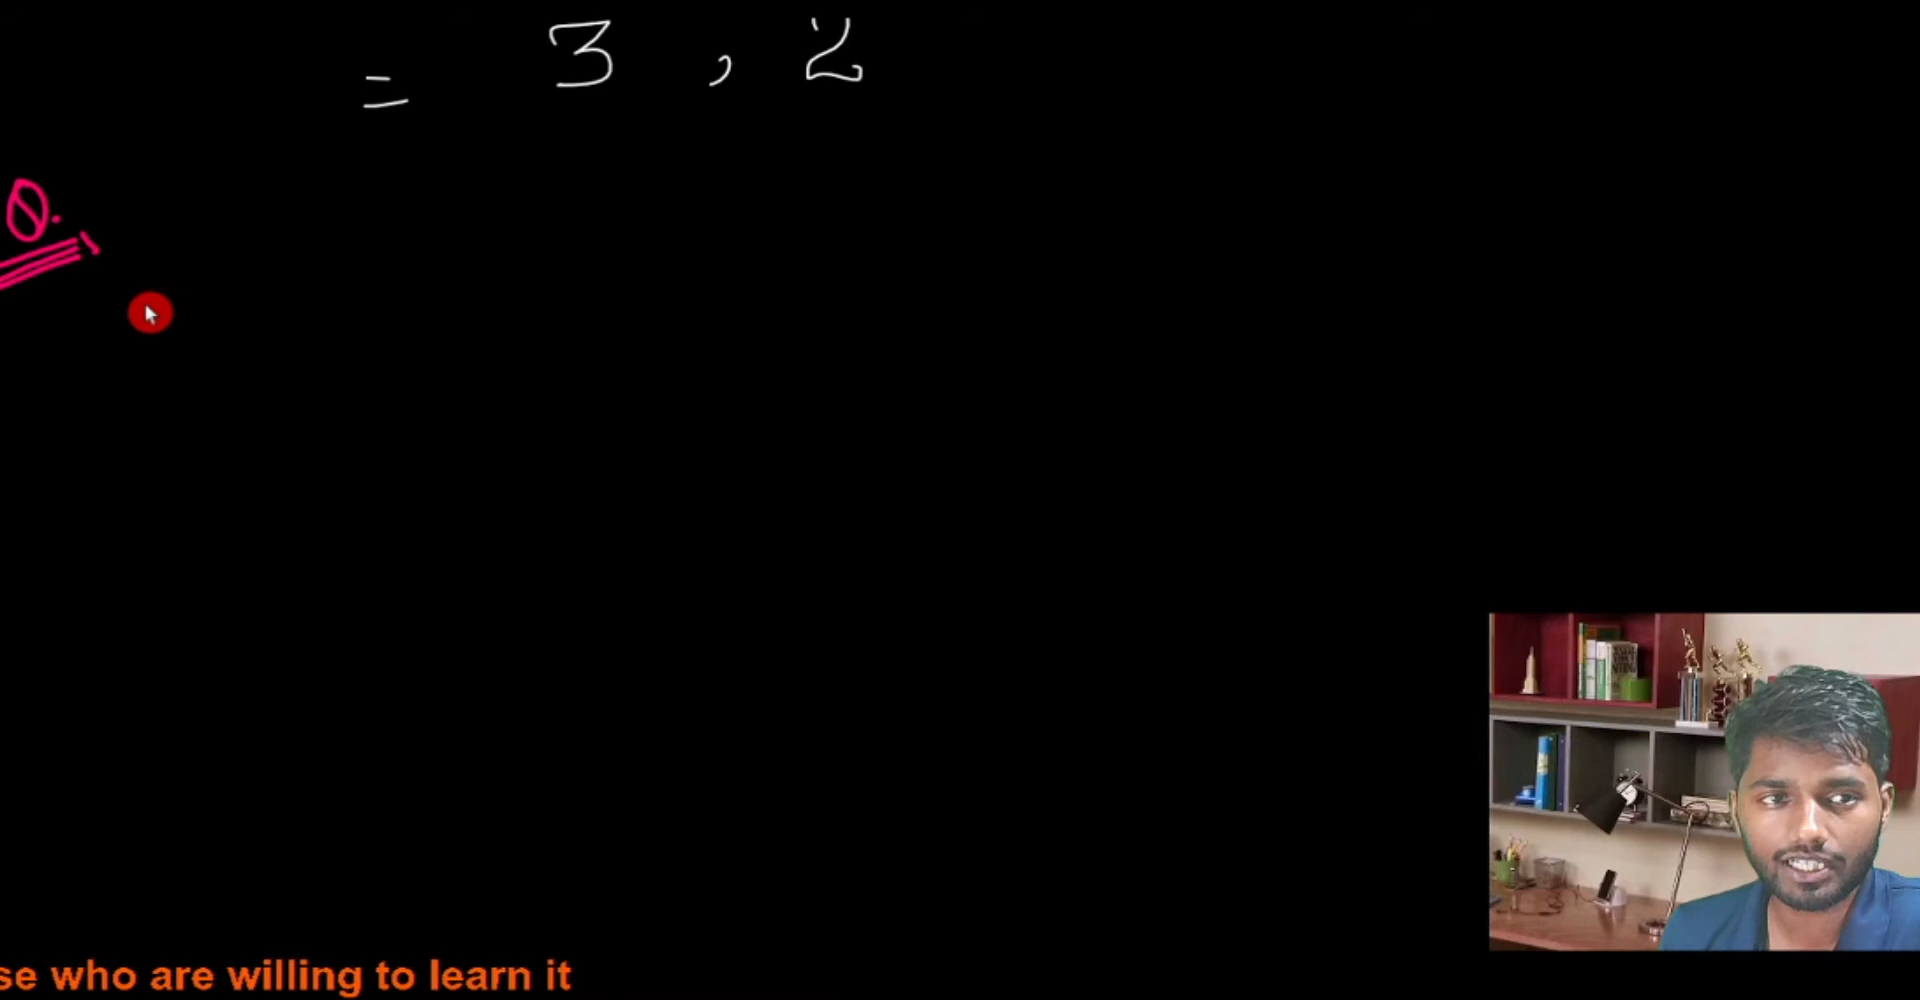 = 3 , 2
Q.
se who are willing to learn it